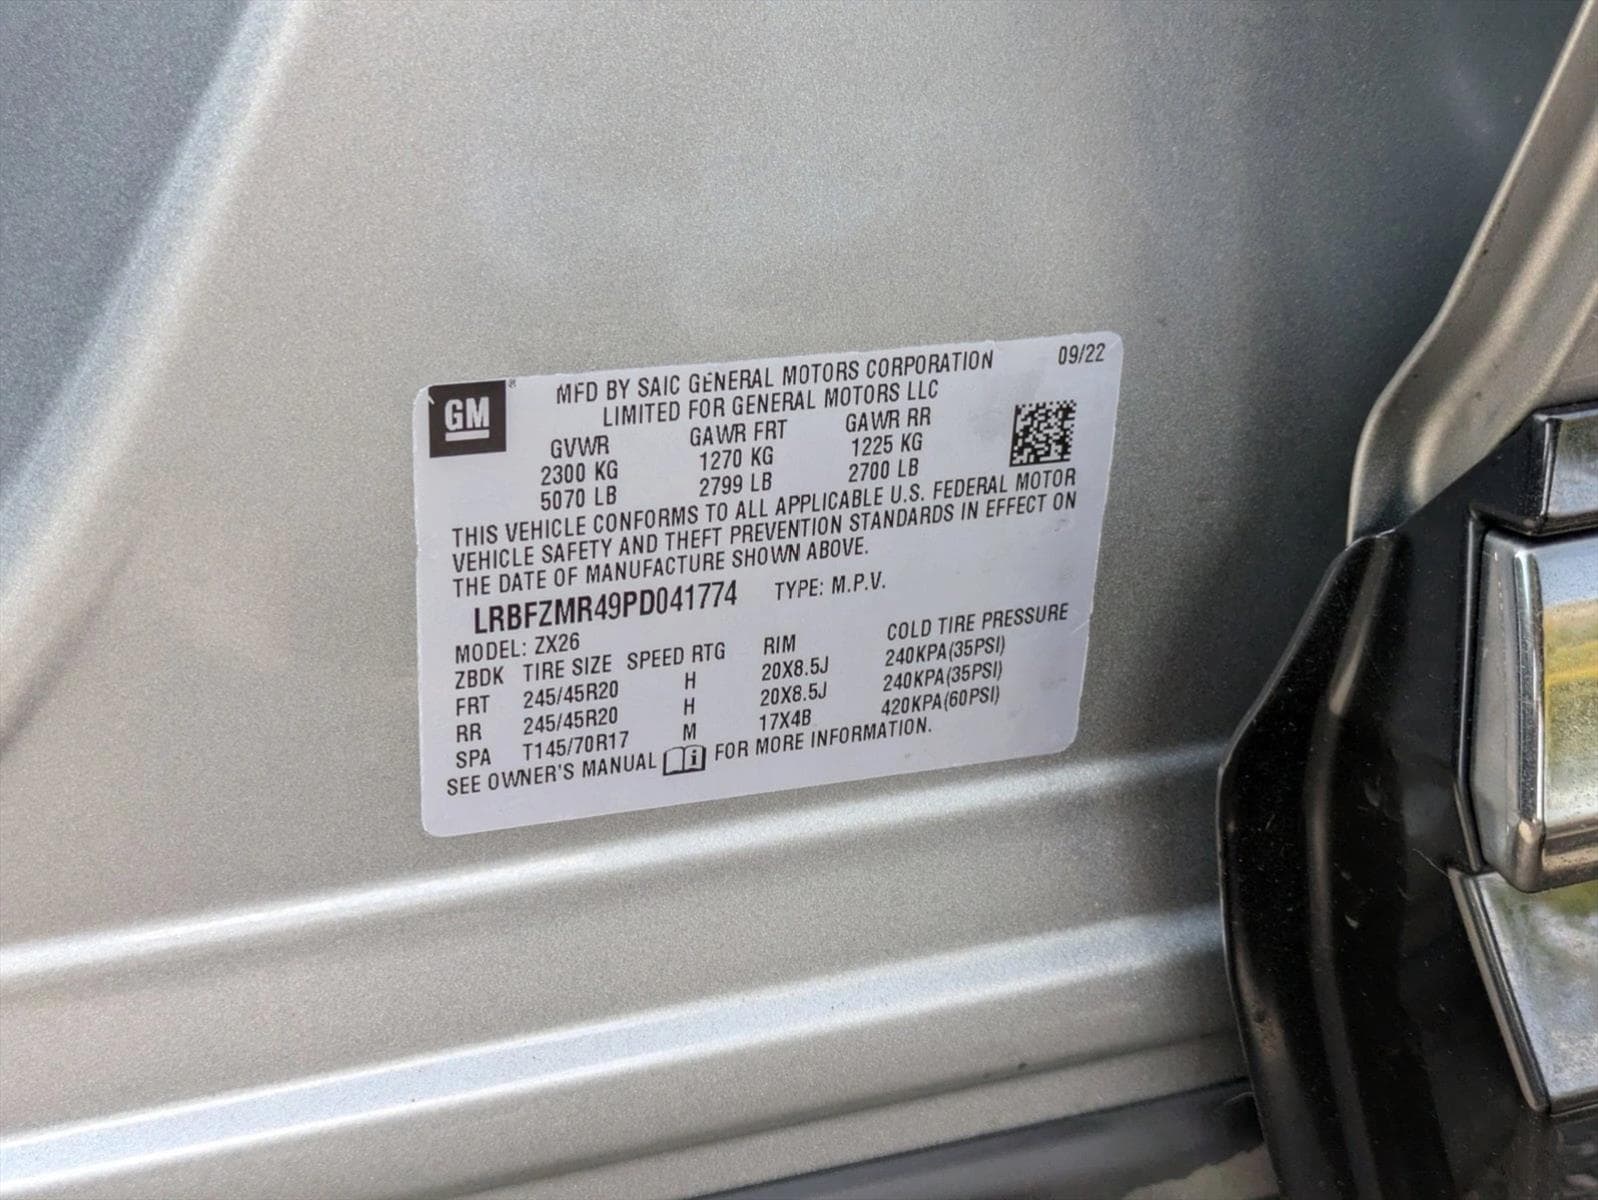 GM ®
MFD BY SAIC GENERAL MOTORS CORPORATION 09/22
LIMITED FOR GENERAL MOTORS LLC
GVWR GAWR FRT GAWR RR
2300 KG 1270 KG 1225 KG
5070 LB 2799 LB 2700 LB
THIS VEHICLE CONFORMS TO ALL APPLICABLE U.S. FEDERAL MOTOR
VEHICLE SAFETY AND THEFT PREVENTION STANDARDS IN EFFECT ON
THE DATE OF MANUFACTURE SHOWN ABOVE.
LRBFZMR49PD041774 TYPE: M.P.V.
MODEL: ZX26
ZBDK TIRE SIZE SPEED RTG RIM COLD TIRE PRESSURE
FRT 245/45R20 H 20X8.5J 240KPA(35PSI)
RR 245/45R20 H 20X8.5J 240KPA(35PSI)
SPA T145/70R17 M 17X4B 420KPA(60PSI)
SEE OWNER'S MANUAL i FOR MORE INFORMATION.